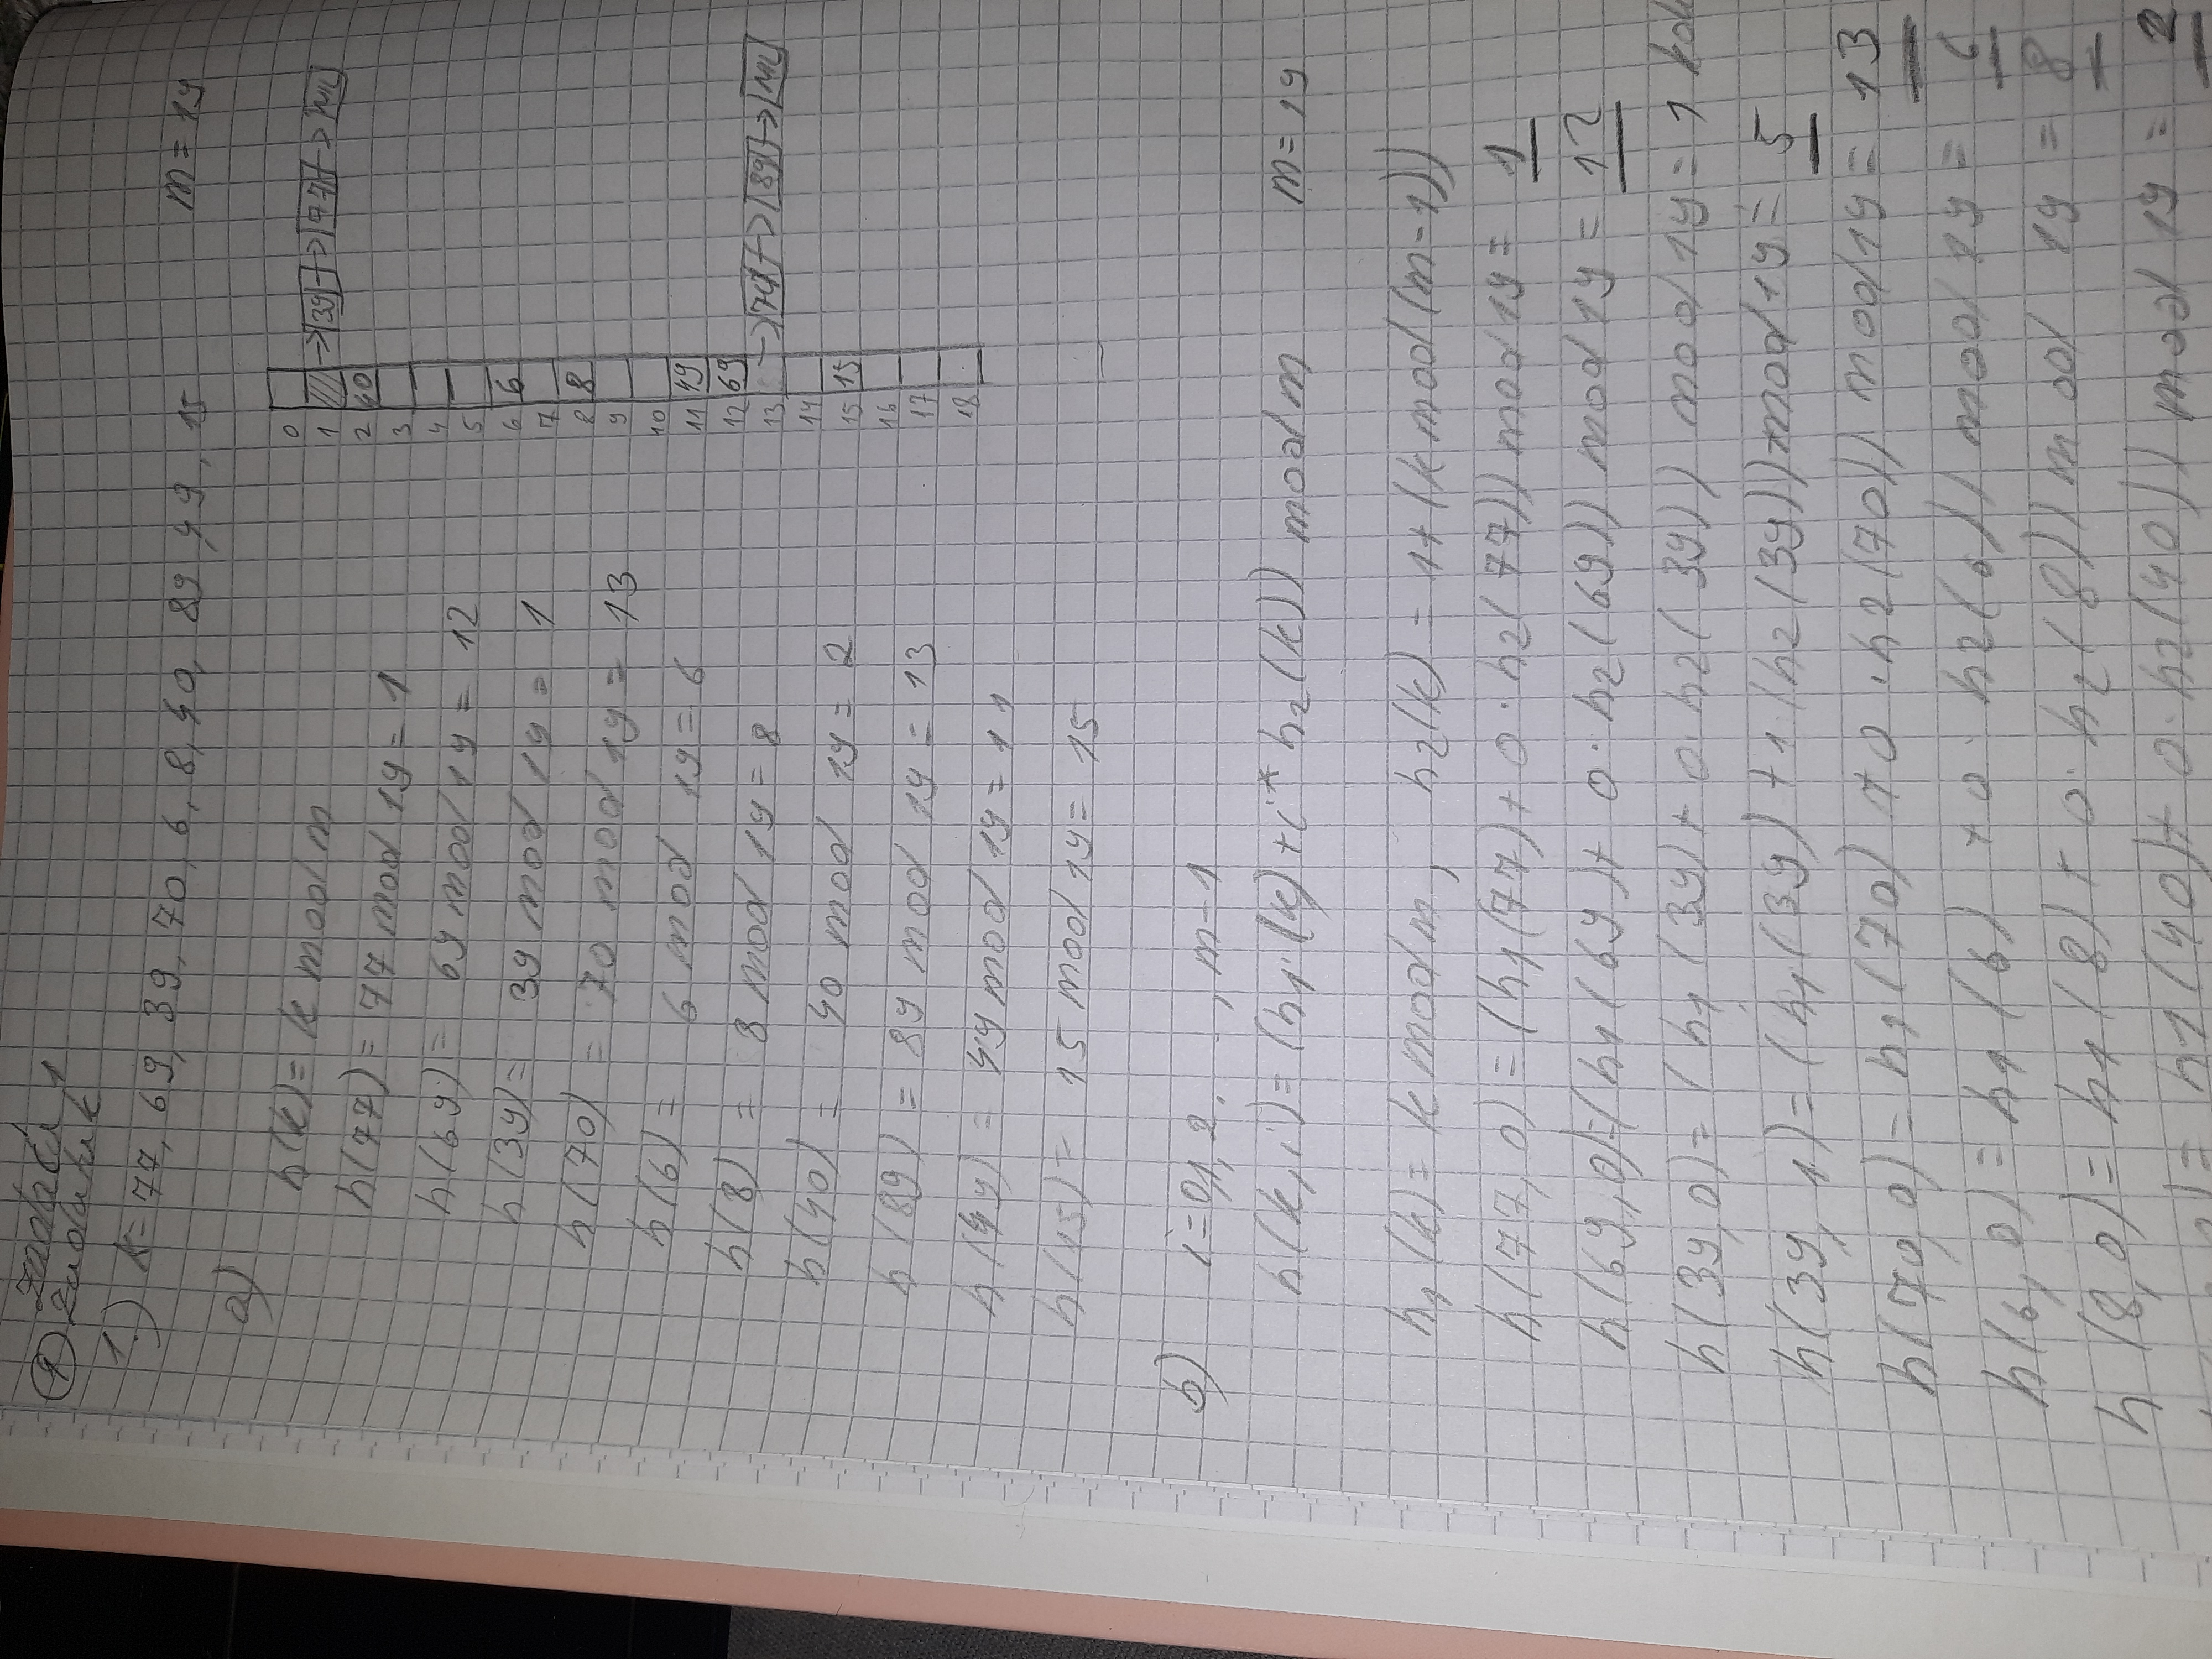 Zadaća 1
① Zadatak
1.) k= 77, 69, 39, 70, 6, 8, 40, 89, 49, 15 m = 19
a)
h(k)= k mod m
h(77) = 77 mod 19 = 1
h(69) = 69 mod 19 = 12
h(39) = 39 mod 19 = 1
h(70) = 70 mod 19 = 13
h(6) = 6 mod 19 = 6
h(8) = 8 mod 19 = 8
h(40) = 40 mod 19 = 2
h(89) = 89 mod 19 = 13
h(49) = 49 mod 19 = 11
h(15) = 15 mod 19 = 15
0
1 → 39 → 77 → NIL
2 40
3
4
5
6 6
7
8 8
9
10
11 49
12 69
13 → 70 → 89 → NIL
14
15 15
16
17
18
b) i=0,1,2. . . , m-1
h(k,i)= (h1(k)+i* h2(k)) mod m m= 19
h1(k)= k mod m, h2(k) = 1+(k mod (m-1))
h(77,0) = (h1(77)+ 0·h2(77)) mod 19 = 1
h(69,0)=(h1(69)+ 0·h2(69)) mod 19 = 12
h(39,0)= (h1(39)+ 0·h2(39)) mod 19 = 1
h(39,1)= (h1(39)+1(h2(39)) mod 19 = 5
h(70,0)= h1(70) +0·h2(70)) mod 19 = 13
h(6,0)= h1(6) +0·h2(6)) mod 19 = 6
h(8,0)= h1(8)+0·h2(8)) mod 19 = 8
= h1(40)+ 0·h2(40)) mod 19 = 2